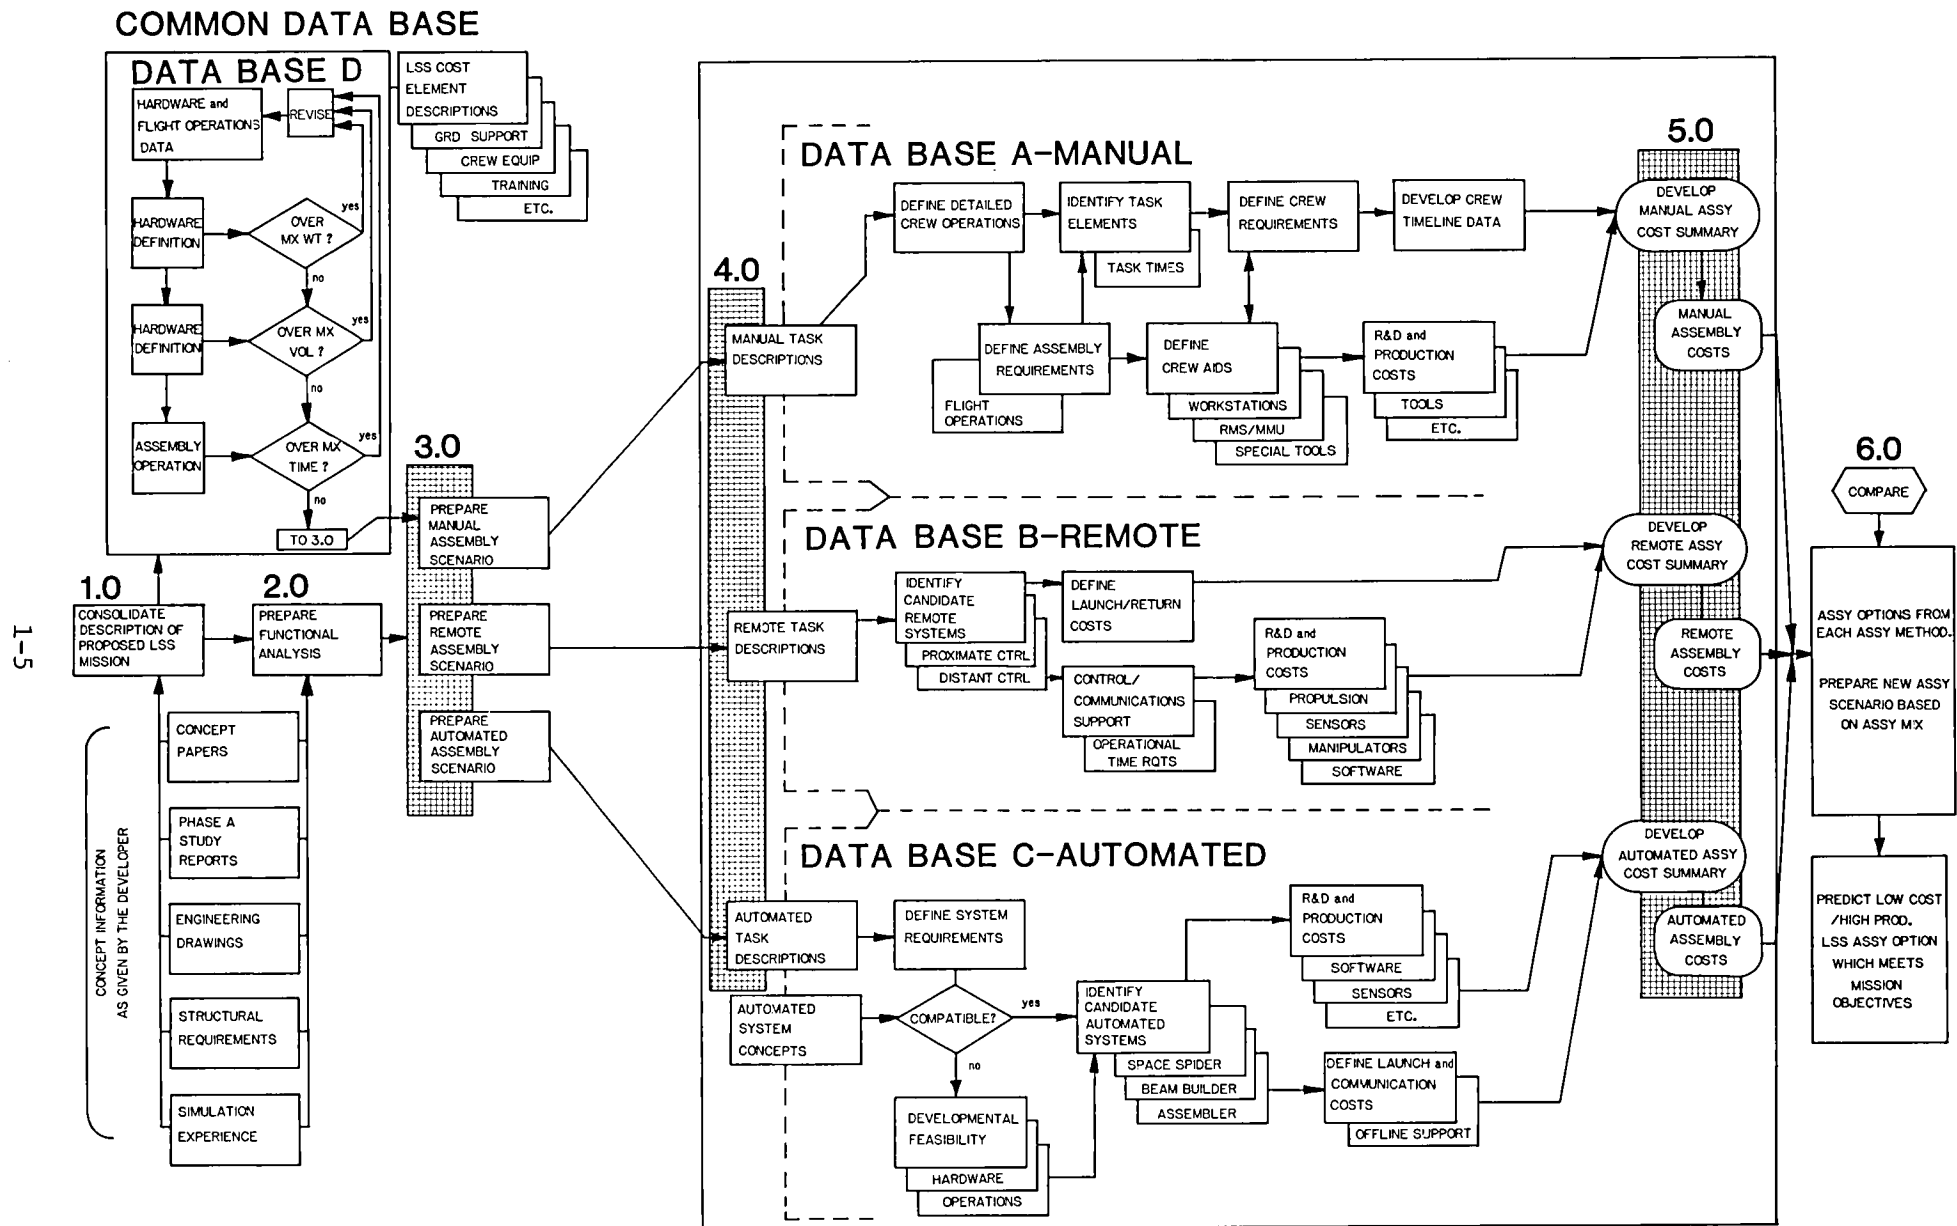 COMMON DATA BASE
DATA BASE D
HARDWARE and
FLIGHT OPERATIONS
DATA
REVISE
HARDWARE
DEFINITION
OVER
MX WT ?
yes
no
HARDWARE
DEFINITION
OVER MX
VOL ?
yes
no
ASSEMBLY
OPERATION
OVER MX
TIME ?
yes
no
TO 3.0
LSS COST
ELEMENT
DESCRIPTIONS
GRD SUPPORT
CREW EQUIP
TRAINING
ETC.
1.0
CONSOLIDATE
DESCRIPTION OF
PROPOSED LSS
MISSION
2.0
PREPARE
FUNCTIONAL
ANALYSIS
CONCEPT INFORMATION
AS GIVEN BY THE DEVELOPER
CONCEPT
PAPERS
PHASE A
STUDY
REPORTS
ENGINEERING
DRAWINGS
STRUCTURAL
REQUIREMENTS
SIMULATION
EXPERIENCE
3.0
PREPARE
MANUAL
ASSEMBLY
SCENARIO
PREPARE
REMOTE
ASSEMBLY
SCENARIO
PREPARE
AUTOMATED
ASSEMBLY
SCENARIO
4.0
MANUAL TASK
DESCRIPTIONS
REMOTE TASK
DESCRIPTIONS
AUTOMATED
TASK
DESCRIPTIONS
AUTOMATED
SYSTEM
CONCEPTS
DATA BASE A-MANUAL
DEFINE DETAILED
CREW OPERATIONS
IDENTIFY TASK
ELEMENTS
TASK TIMES
DEFINE CREW
REQUIREMENTS
DEVELOP CREW
TIMELINE DATA
DEFINE ASSEMBLY
REQUIREMENTS
FLIGHT
OPERATIONS
DEFINE
CREW AIDS
WORKSTATIONS
RMS/MMU
SPECIAL TOOLS
R&D and
PRODUCTION
COSTS
TOOLS
ETC.
DATA BASE B-REMOTE
IDENTIFY
CANDIDATE
REMOTE
SYSTEMS
PROXIMATE CTRL
DISTANT CTRL
DEFINE
LAUNCH/RETURN
COSTS
CONTROL/
COMMUNICATIONS
SUPPORT
OPERATIONAL
TIME RQTS
R&D and
PRODUCTION
COSTS
PROPULSION
SENSORS
MANIPULATORS
SOFTWARE
DATA BASE C-AUTOMATED
DEFINE SYSTEM
REQUIREMENTS
COMPATIBLE?
yes
no
DEVELOPMENTAL
FEASIBILITY
HARDWARE
OPERATIONS
IDENTIFY
CANDIDATE
AUTOMATED
SYSTEMS
SPACE SPIDER
BEAM BUILDER
ASSEMBLER
R&D and
PRODUCTION
COSTS
SOFTWARE
SENSORS
ETC.
DEFINE LAUNCH and
COMMUNICATION
COSTS
OFFLINE SUPPORT
5.0
DEVELOP
MANUAL ASSY
COST SUMMARY
MANUAL
ASSEMBLY
COSTS
DEVELOP
REMOTE ASSY
COST SUMMARY
REMOTE
ASSEMBLY
COSTS
DEVELOP
AUTOMATED ASSY
COST SUMMARY
AUTOMATED
ASSEMBLY
COSTS
6.0
COMPARE
ASSY OPTIONS FROM
EACH ASSY METHOD.
PREPARE NEW ASSY
SCENARIO BASED
ON ASSY MIX
PREDICT LOW COST
/HIGH PROD.
LSS ASSY OPTION
WHICH MEETS
MISSION
OBJECTIVES
1-5